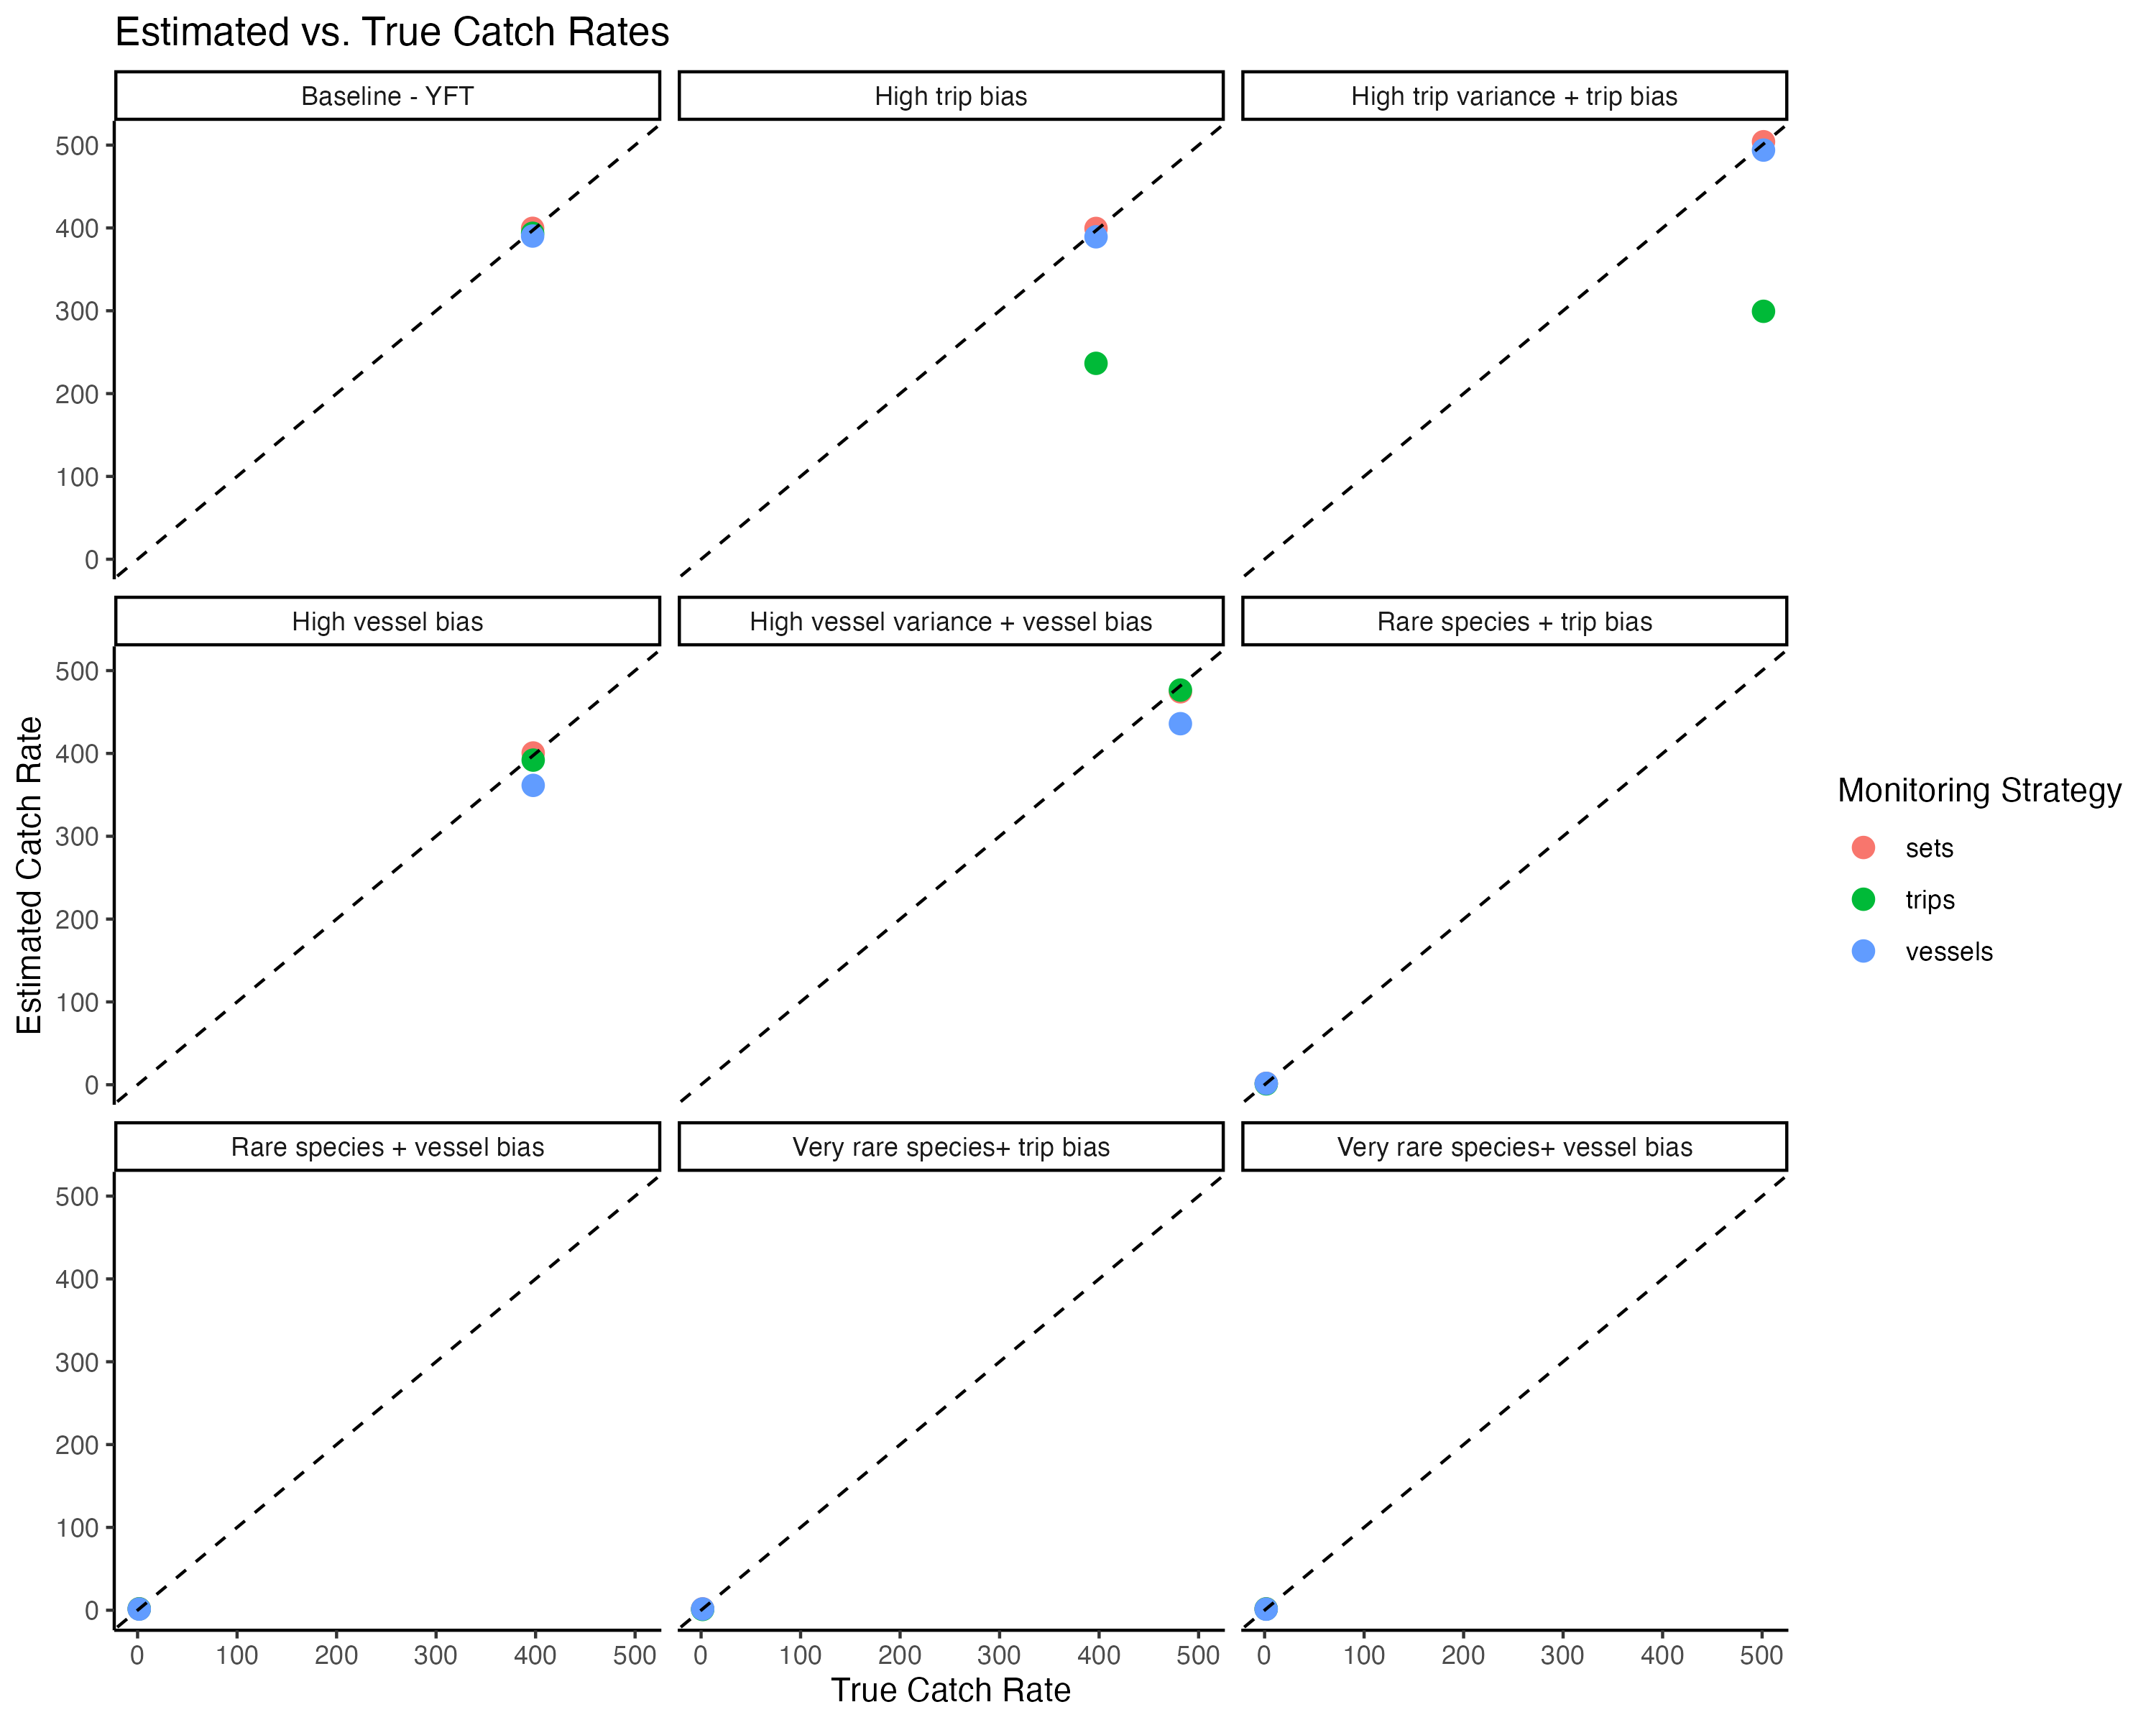 Estimated vs. True Catch Rates
Baseline - YFT
High trip bias
High trip variance + trip bias
500
400
300
200
100
0
High vessel bias
High vessel variance + vessel bias
Rare species + trip bias
500
400
300
200
100
0
Rare species + vessel bias
Very rare species+ trip bias
Very rare species+ vessel bias
500
400
300
200
100
0
0 100 200 300 400 500
0 100 200 300 400 500
0 100 200 300 400 500
True Catch Rate
Estimated Catch Rate
Monitoring Strategy
sets
trips
vessels